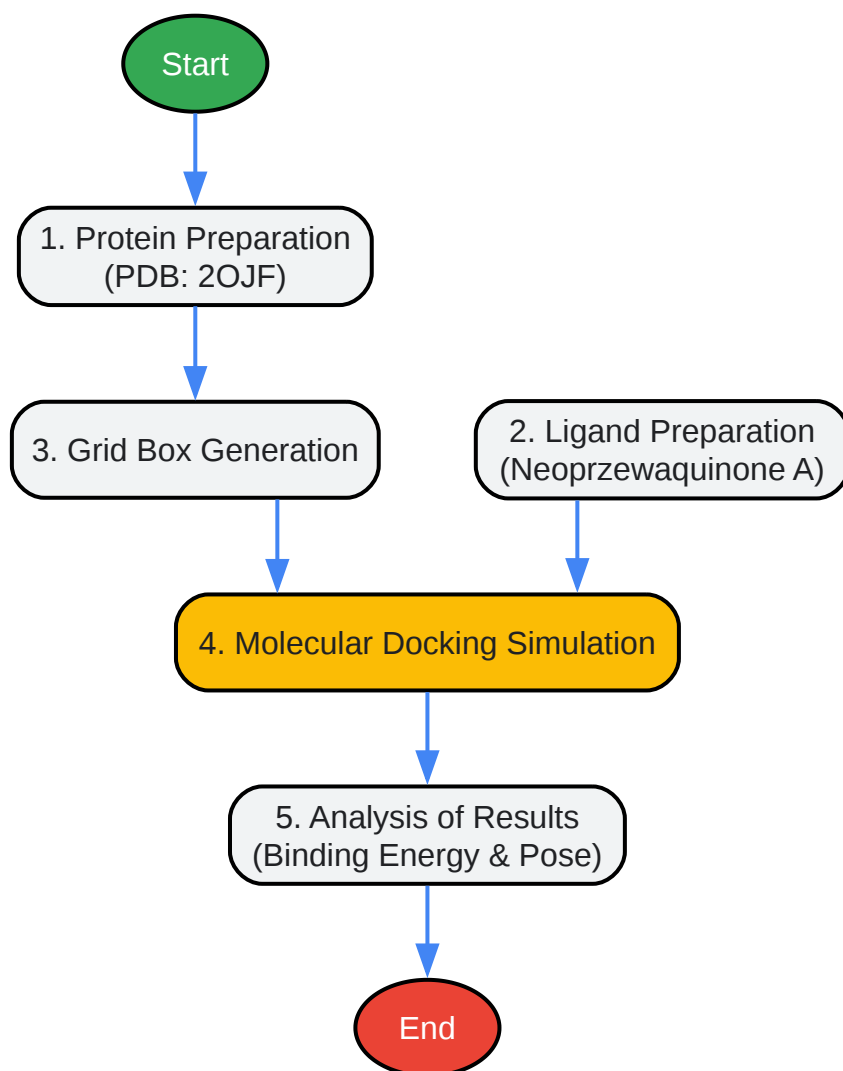 Start
1. Protein Preparation
(PDB: 2OJF)
3. Grid Box Generation
2. Ligand Preparation
(Neoprzewaquinone A)
4. Molecular Docking Simulation
5. Analysis of Results
(Binding Energy & Pose)
End